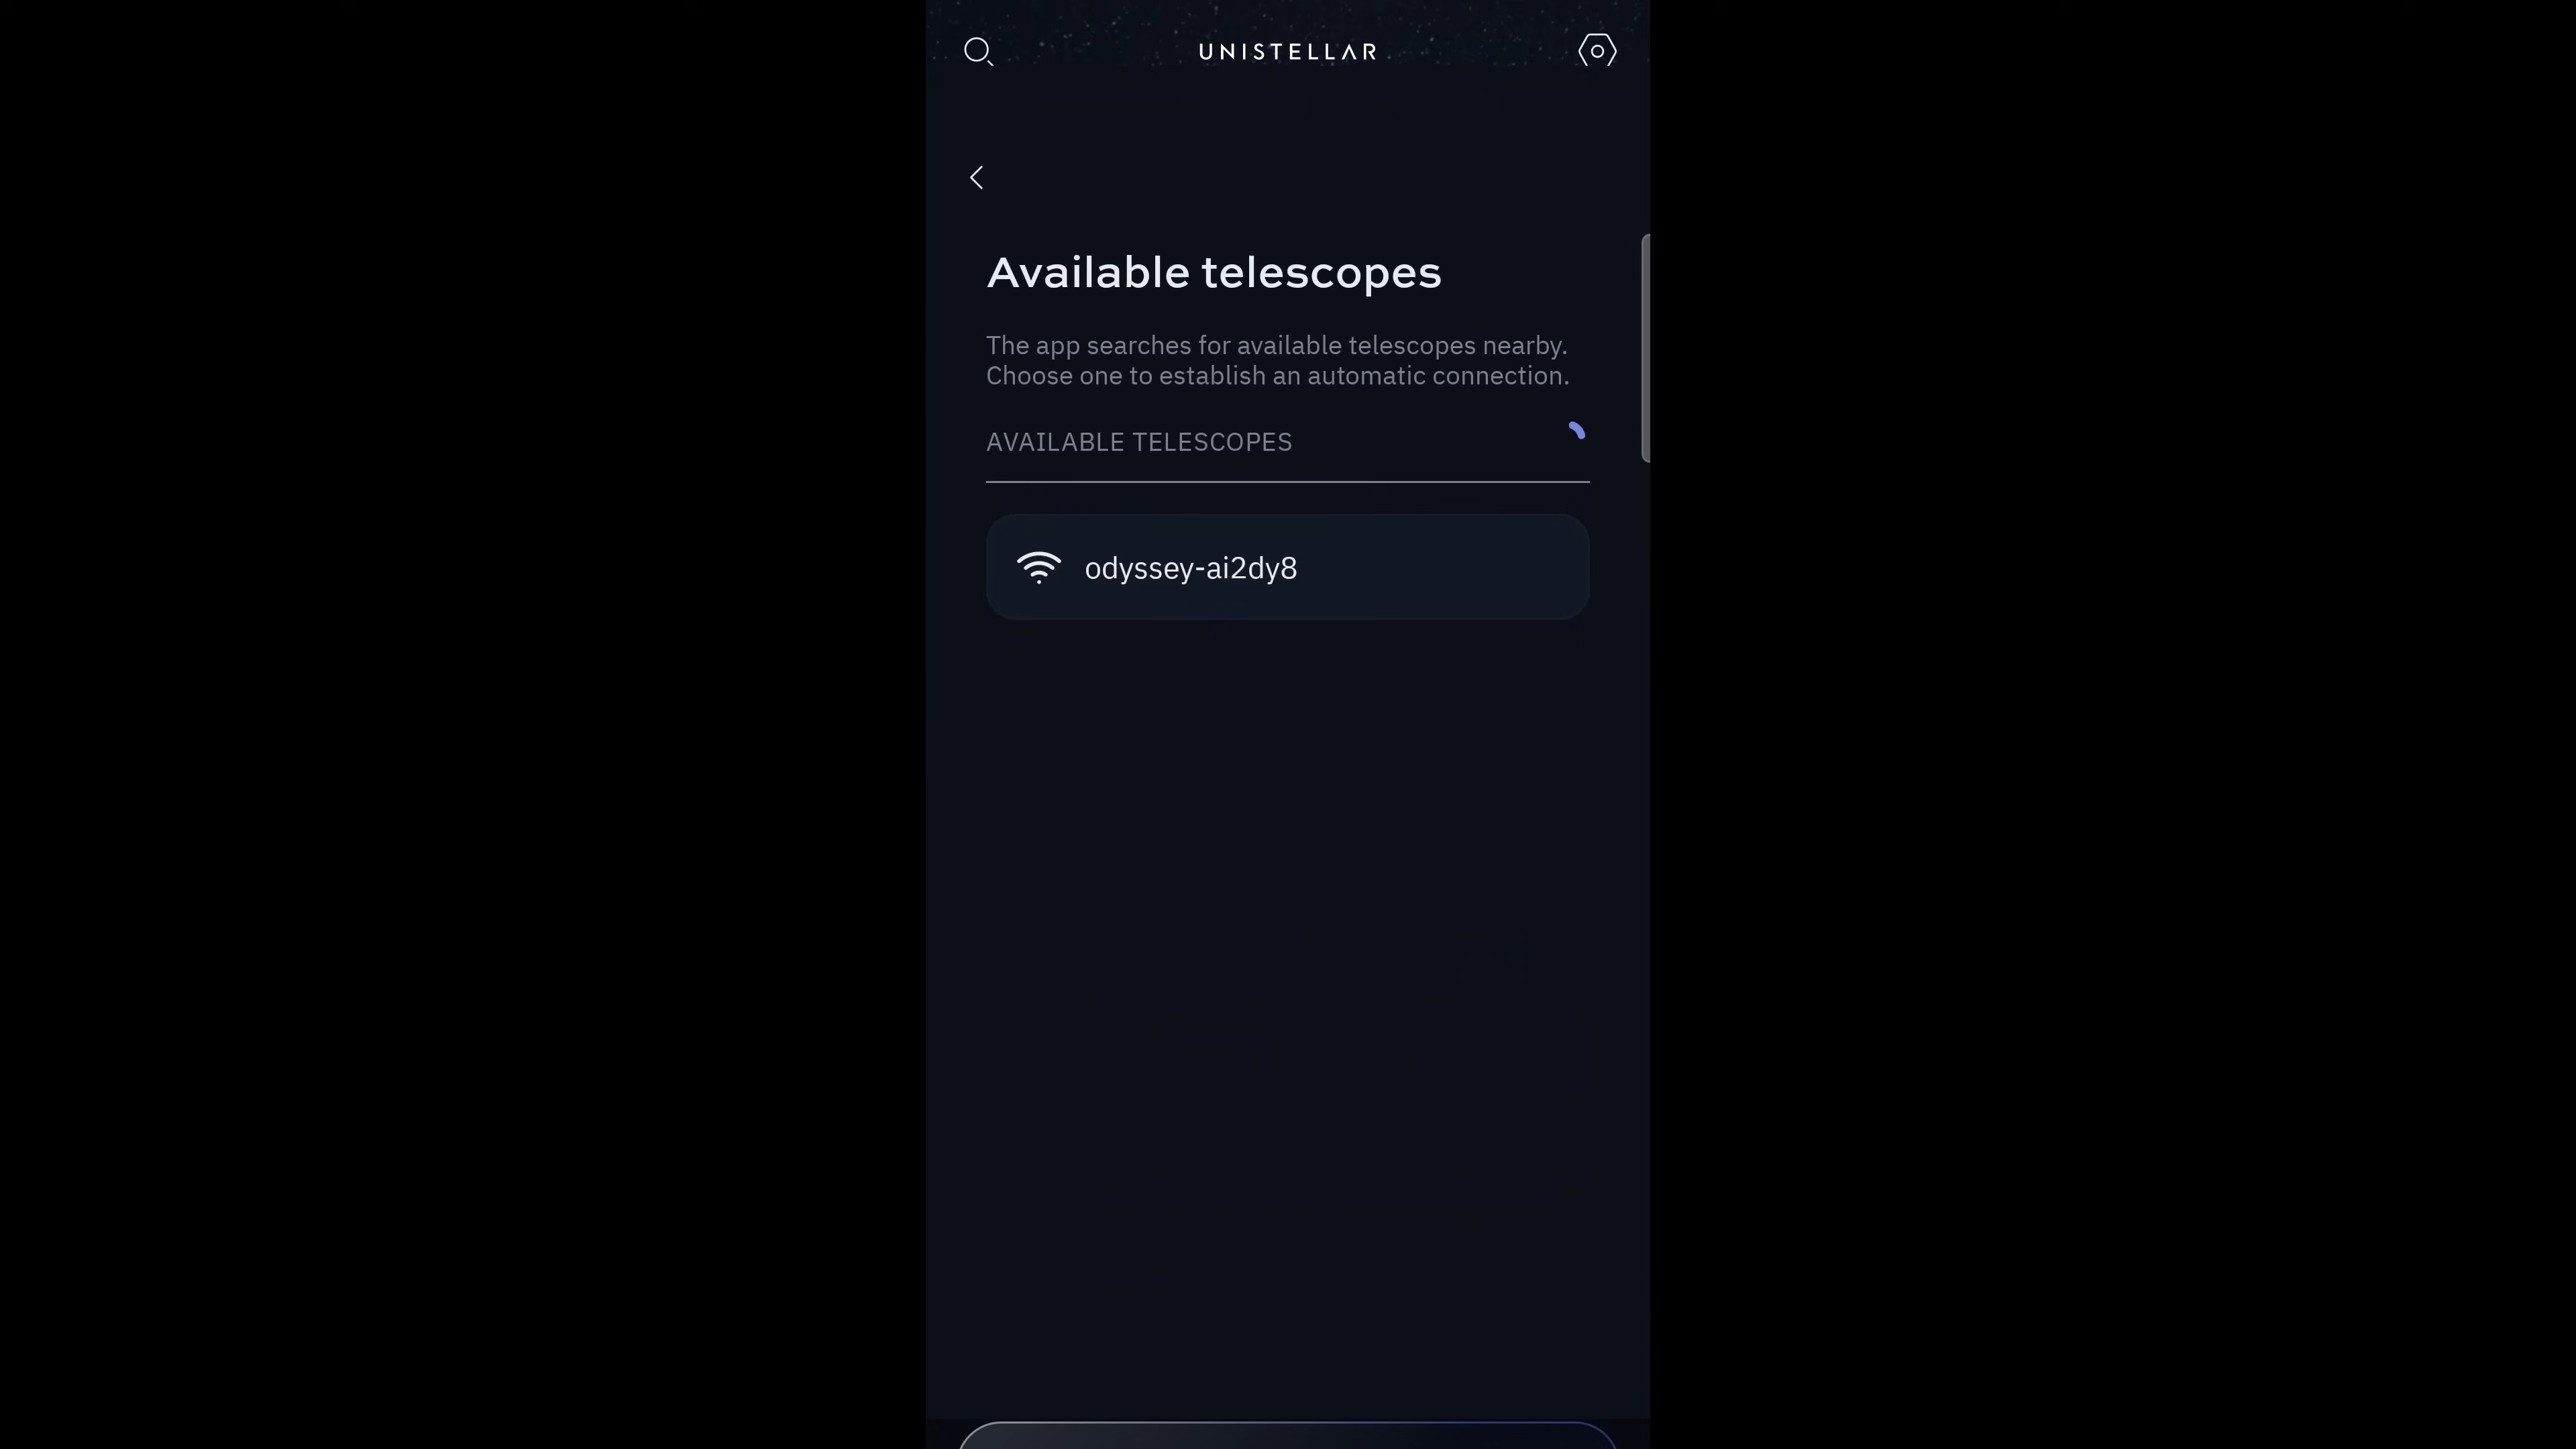 UNISTELLAR
Available telescopes
The app searches for available telescopes nearby.
Choose one to establish an automatic connection.
AVAILABLE TELESCOPES
odyssey-ai2dy8